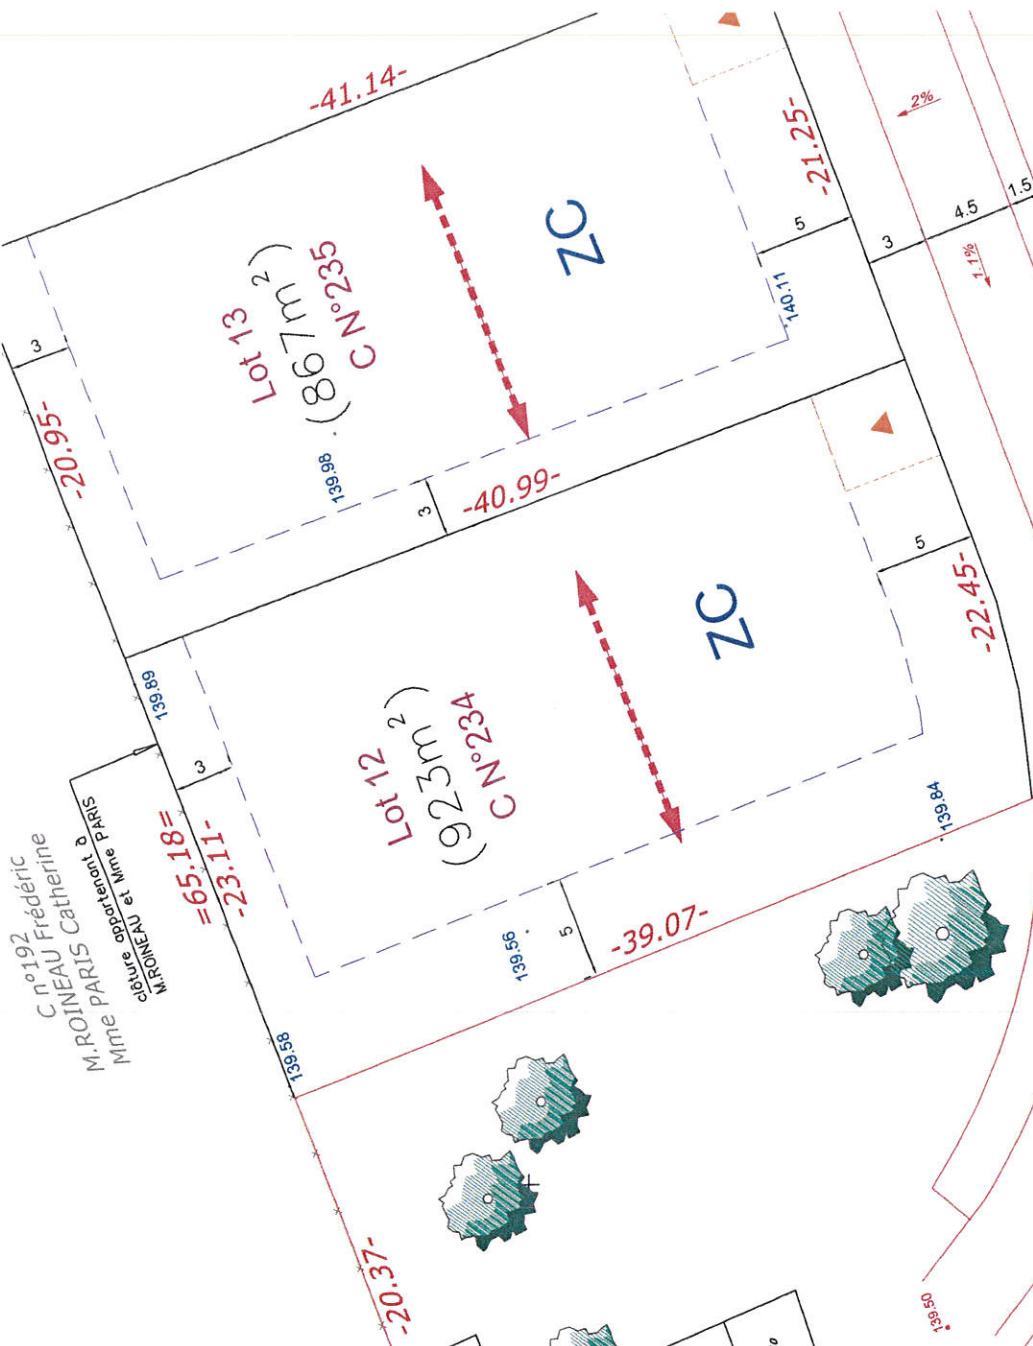 -41.14-
2%
-21.25-
1.5
4.5
3
5
1.1%
ZC
140.11
Lot 13
(867m²)
C N°235
3
-20.95-
139.98
3
-40.99-
5
-22.45-
ZC
139.89
Lot 12
(923m²)
C N°234
3
=65.18=
-23.11-
C n°192
M.ROINEAU Frédéric
Mme PARIS Catherine
clôture appartenant à
M.ROINEAU et Mme PARIS
139.84
139.56
5
-39.07-
139.58
-20.37-
139.50